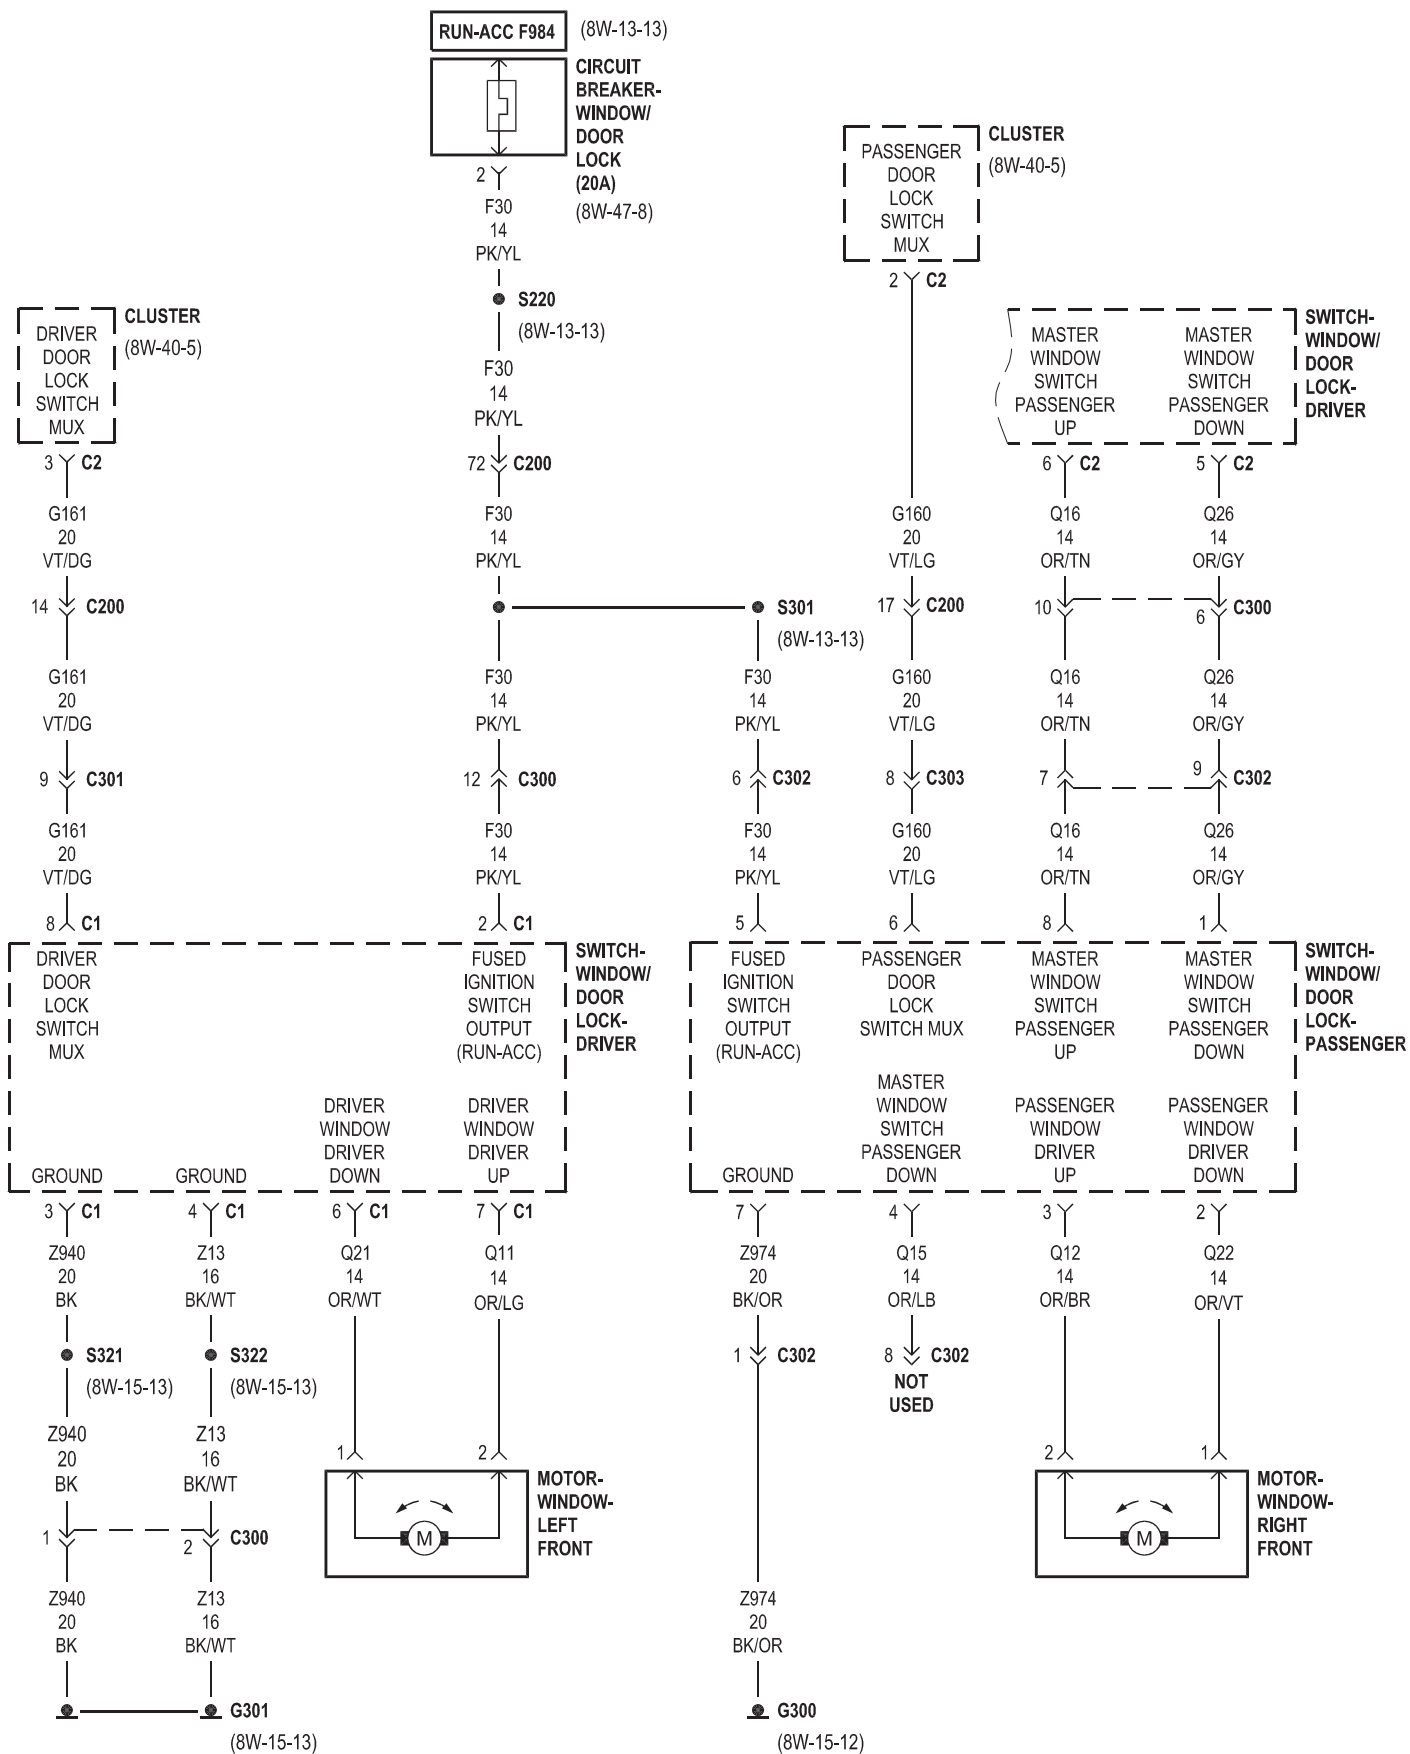 RUN-ACC F984
(8W-13-13)
CIRCUIT
BREAKER-
WINDOW/
DOOR
LOCK
(20A)
(8W-47-8)
2
F30
14
PK/YL
S220
(8W-13-13)
F30
14
PK/YL
72
C200
F30
14
PK/YL
S301
(8W-13-13)
CLUSTER
(8W-40-5)
DRIVER
DOOR
LOCK
SWITCH
MUX
3
C2
G161
20
VT/DG
14
C200
G161
20
VT/DG
9
C301
G161
20
VT/DG
8
C1
F30
14
PK/YL
12
C300
F30
14
PK/YL
2
C1
F30
14
PK/YL
6
C302
F30
14
PK/YL
5
PASSENGER
DOOR
LOCK
SWITCH
MUX
CLUSTER
(8W-40-5)
2
C2
G160
20
VT/LG
17
C200
G160
20
VT/LG
8
C303
G160
20
VT/LG
6
MASTER
WINDOW
SWITCH
PASSENGER
UP
MASTER
WINDOW
SWITCH
PASSENGER
DOWN
SWITCH-
WINDOW/
DOOR
LOCK-
DRIVER
6
C2
Q16
14
OR/TN
10
Q16
14
OR/TN
7
Q16
14
OR/TN
8
5
C2
Q26
14
OR/GY
6
C300
Q26
14
OR/GY
9
C302
Q26
14
OR/GY
1
DRIVER
DOOR
LOCK
SWITCH
MUX
FUSED
IGNITION
SWITCH
OUTPUT
(RUN-ACC)
SWITCH-
WINDOW/
DOOR
LOCK-
DRIVER
GROUND
GROUND
DRIVER
WINDOW
DRIVER
DOWN
DRIVER
WINDOW
DRIVER
UP
3
C1
4
C1
6
C1
7
C1
Z940
20
BK
S321
(8W-15-13)
Z940
20
BK
1
Z940
20
BK
Z13
16
BK/WT
S322
(8W-15-13)
Z13
16
BK/WT
2
C300
Z13
16
BK/WT
G301
(8W-15-13)
Q21
14
OR/WT
1
Q11
14
OR/LG
2
M
MOTOR-
WINDOW-
LEFT
FRONT
FUSED
IGNITION
SWITCH
OUTPUT
(RUN-ACC)
PASSENGER
DOOR
LOCK
SWITCH MUX
MASTER
WINDOW
SWITCH
PASSENGER
UP
MASTER
WINDOW
SWITCH
PASSENGER
DOWN
SWITCH-
WINDOW/
DOOR
LOCK-
PASSENGER
GROUND
MASTER
WINDOW
SWITCH
PASSENGER
DOWN
PASSENGER
WINDOW
DRIVER
UP
PASSENGER
WINDOW
DRIVER
DOWN
7
4
3
2
Z974
20
BK/OR
1
C302
Z974
20
BK/OR
G300
(8W-15-12)
Q15
14
OR/LB
8
C302
NOT
USED
Q12
14
OR/BR
2
Q22
14
OR/VT
1
M
MOTOR-
WINDOW-
RIGHT
FRONT